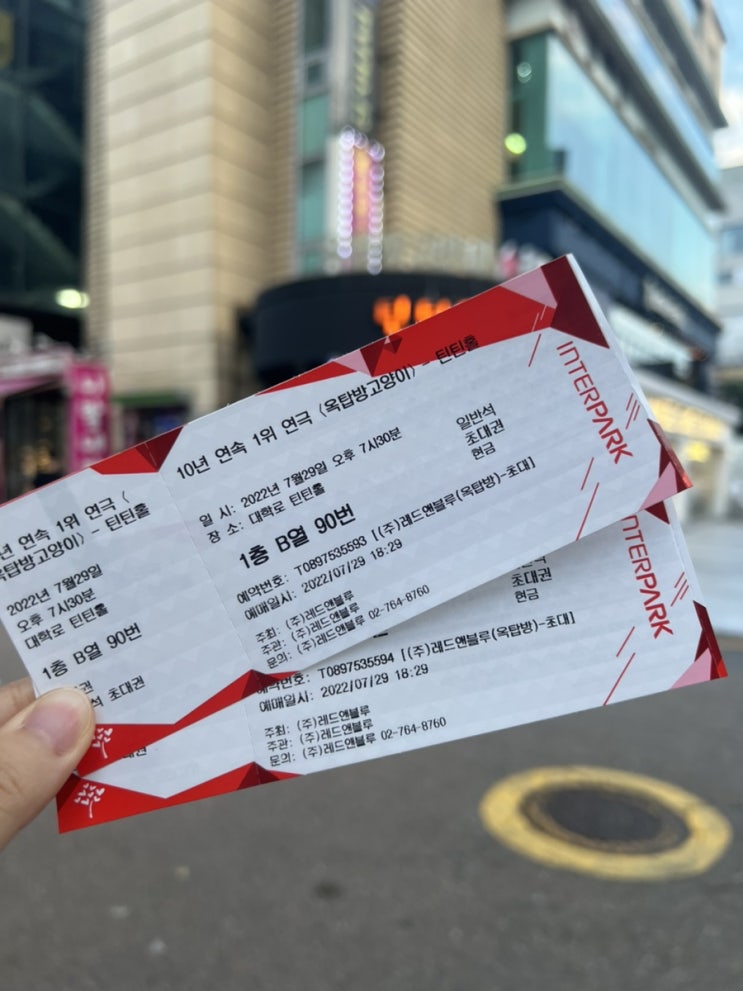 10년 연속 1위 연극 〈옥탑방고양이〉 - 틴틴홀
일 시: 2022년 7월29일 오후 7시30분
장 소: 대학로 틴틴홀
일반석
초대권
현금
1층 B열 90번
예약번호: T0897535593 [(주)레드앤블루(옥탑방)-초대]
예매일시: 2022/07/29 18:29
주최: (주)레드앤블루
주관: (주)레드앤블루
문의: (주)레드앤블루 02-764-8760
INTERPARK
년 연속 1위 연극 〈
옥탑방고양이〉 - 틴틴홀
2022년 7월29일
오후 7시30분
대학로 틴틴홀
1층 B열 90번
권
석 초대권
초대권
현금
예약번호: T0897535594 [(주)레드앤블루(옥탑방)-초대]
예매일시: 2022/07/29 18:29
주최: (주)레드앤블루
주관: (주)레드앤블루
문의: (주)레드앤블루 02-764-8760
INTERPARK